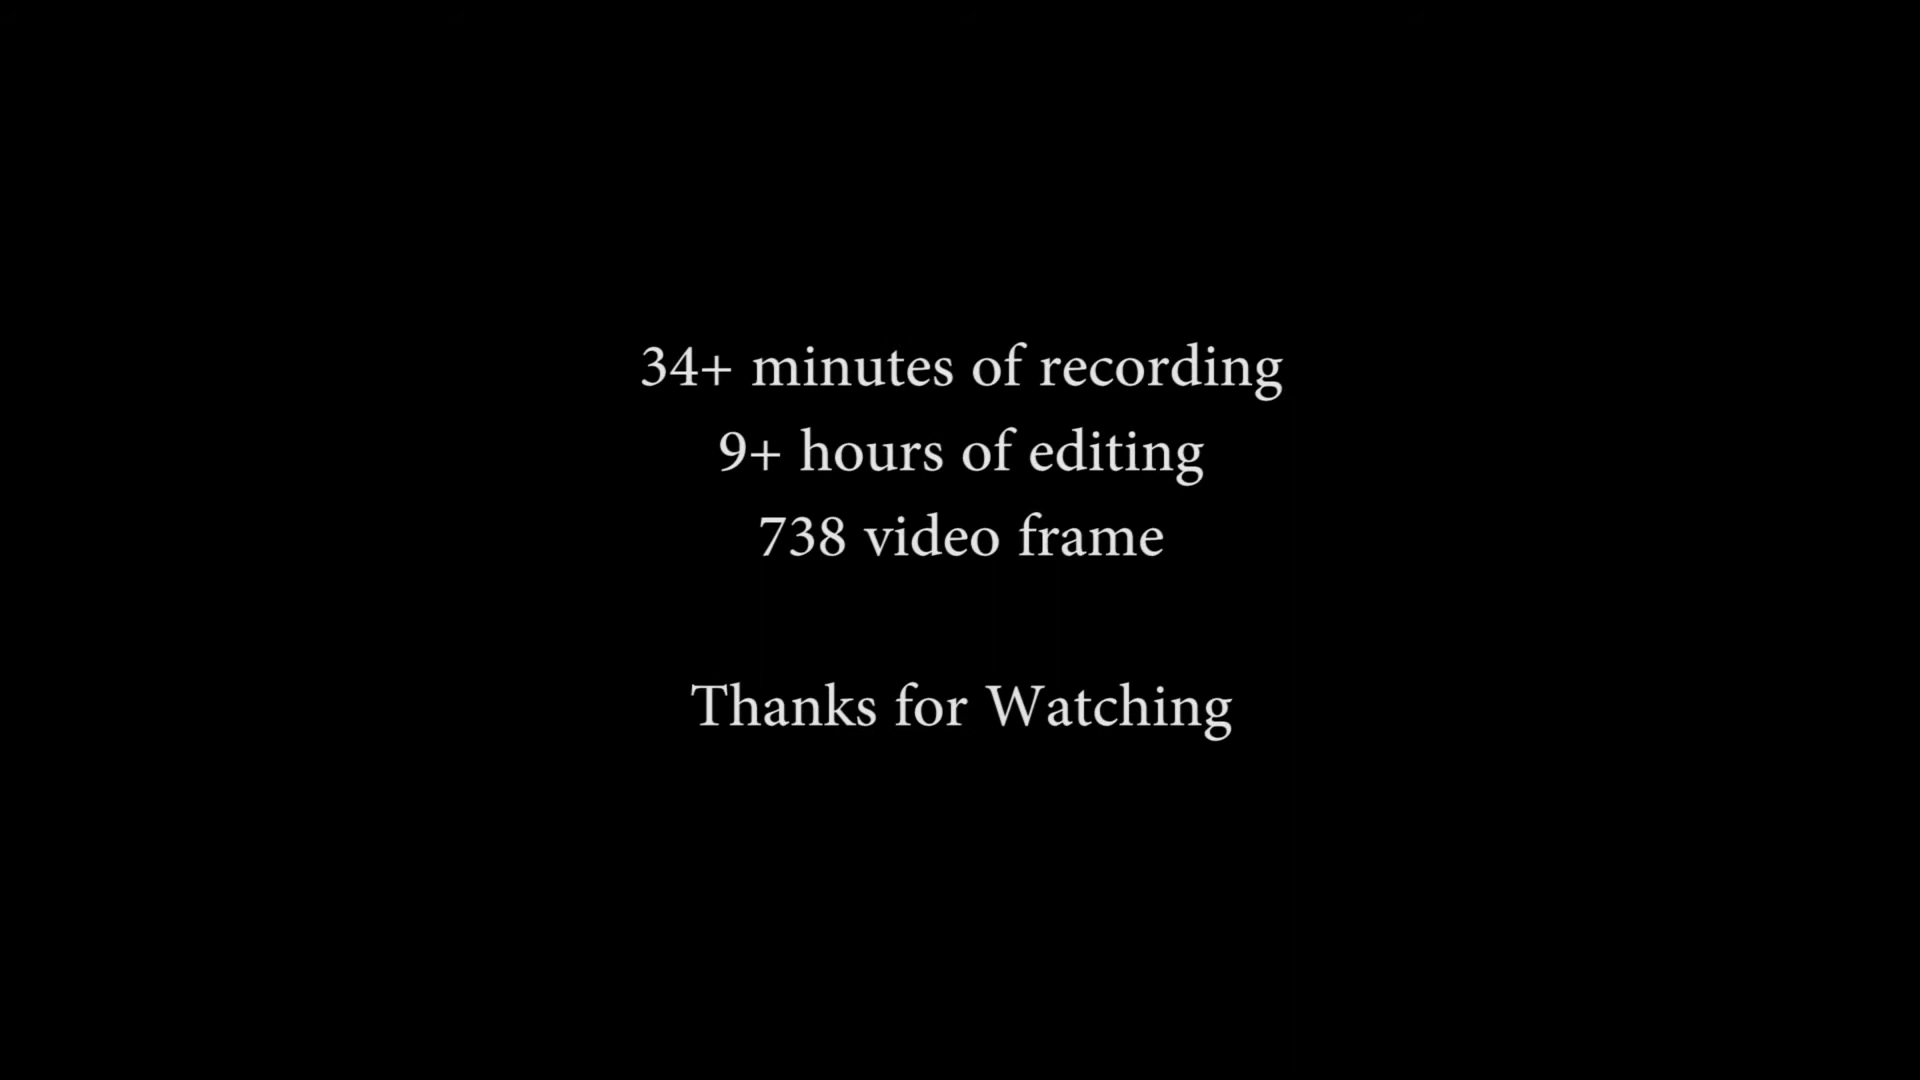 34+ minutes of recording
9+ hours of editing
738 video frame
Thanks for Watching